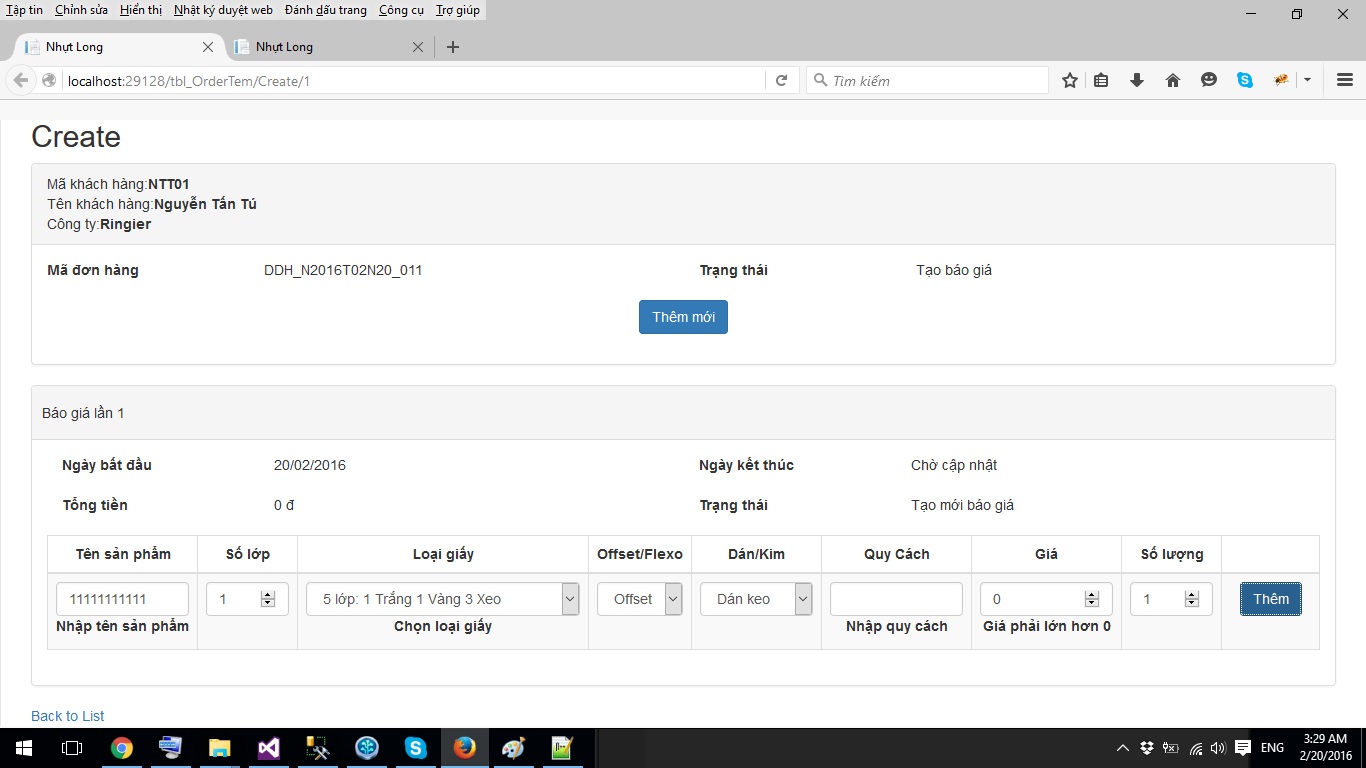 Tập tin Chỉnh sửa Hiển thị Nhật ký duyệt web Đánh dấu trang Công cụ Trợ giúp
Nhựt Long Nhựt Long
localhost:29128/tbl_OrderTem/Create/1 Tìm kiếm
Create
Mã khách hàng:NTT01
Tên khách hàng:Nguyễn Tấn Tú
Công ty:Ringier
Mã đơn hàng DDH_N2016T02N20_011 Trạng thái Tạo báo giá
Thêm mới
Báo giá lần 1
Ngày bắt đầu 20/02/2016 Ngày kết thúc Chờ cập nhật
Tổng tiền 0 đ Trạng thái Tạo mới báo giá
Tên sản phẩm Số lớp Loại giấy Offset/Flexo Dán/Kim Quy Cách Giá Số lượng
11111111111 1 5 lớp: 1 Trắng 1 Vàng 3 Xeo Offset Dán keo 0 1 Thêm
Nhập tên sản phẩm Chọn loại giấy Nhập quy cách Giá phải lớn hơn 0
Back to List
ENG 3:29 AM
2/20/2016